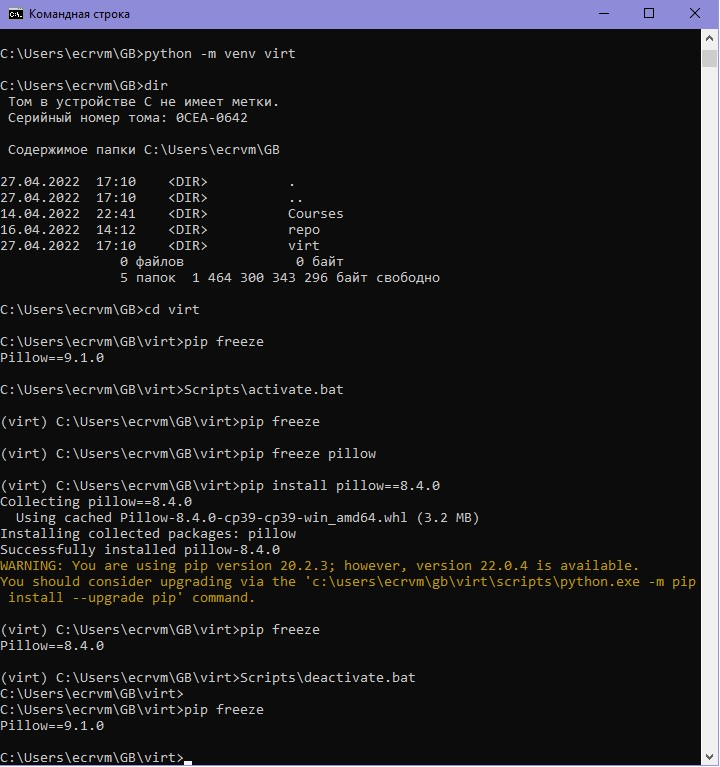 Командная строка
C:\Users\ecrvm\GB>python -m venv virt
C:\Users\ecrvm\GB>dir
Том в устройстве C не имеет метки.
Серийный номер тома: 0CEA-0642
Содержимое папки C:\Users\ecrvm\GB
27.04.2022  17:10    <DIR>          .
27.04.2022  17:10    <DIR>          ..
14.04.2022  22:41    <DIR>          Courses
16.04.2022  14:12    <DIR>          repo
27.04.2022  17:10    <DIR>          virt
0 файлов              0 байт
5 папок  1 464 300 343 296 байт свободно
C:\Users\ecrvm\GB>cd virt
C:\Users\ecrvm\GB\virt>pip freeze
Pillow==9.1.0
C:\Users\ecrvm\GB\virt>Scripts\activate.bat
(virt) C:\Users\ecrvm\GB\virt>pip freeze
(virt) C:\Users\ecrvm\GB\virt>pip freeze pillow
(virt) C:\Users\ecrvm\GB\virt>pip install pillow==8.4.0
Collecting pillow==8.4.0
Using cached Pillow-8.4.0-cp39-cp39-win_amd64.whl (3.2 MB)
Installing collected packages: pillow
Successfully installed pillow-8.4.0
WARNING: You are using pip version 20.2.3; however, version 22.0.4 is available.
You should consider upgrading via the 'c:\users\ecrvm\gb\virt\scripts\python.exe -m pip
install --upgrade pip' command.
(virt) C:\Users\ecrvm\GB\virt>pip freeze
Pillow==8.4.0
(virt) C:\Users\ecrvm\GB\virt>Scripts\deactivate.bat
C:\Users\ecrvm\GB\virt>
C:\Users\ecrvm\GB\virt>pip freeze
Pillow==9.1.0
C:\Users\ecrvm\GB\virt>